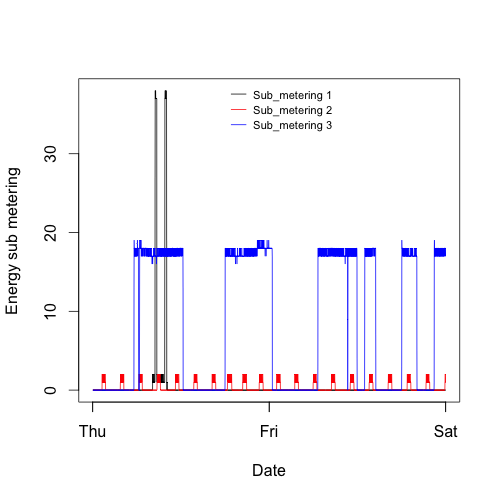 Sub_metering 1
Sub_metering 2
Sub_metering 3
Energy sub metering
30
20
10
0
Thu Fri Sat
Date